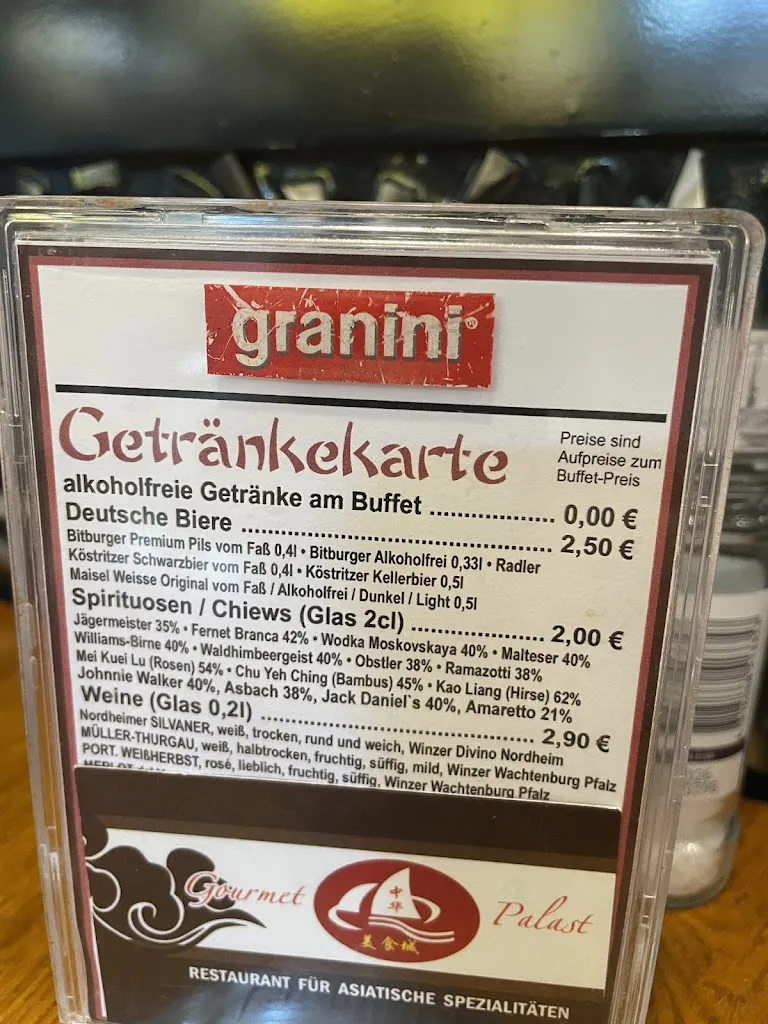 granini®
Getränkekarte
Preise sind
Aufpreise zum
Buffet-Preis
alkoholfreie Getränke am Buffet .................. 0,00 €
Deutsche Biere ............................................. 2,50 €
Bitburger Premium Pils vom Faß 0,4l • Bitburger Alkoholfrei 0,33l • Radler
Köstritzer Schwarzbier vom Faß 0,4l • Köstritzer Kellerbier 0,5l
Maisel Weisse Original vom Faß / Alkoholfrei / Dunkel / Light 0,5l
Spirituosen / Chiews (Glas 2cl) ................... 2,00 €
Jägermeister 35% • Fernet Branca 42% • Wodka Moskovskaya 40% • Malteser 40%
Williams-Birne 40% • Waldhimbeergeist 40% • Obstler 38% • Ramazotti 38%
Mei Kuei Lu (Rosen) 54% • Chu Yeh Ching (Bambus) 45% • Kao Liang (Hirse) 62%
Johnnie Walker 40%, Asbach 38%, Jack Daniel`s 40%, Amaretto 21%
Weine (Glas 0,2l) ....................................... 2,90 €
Nordheimer SILVANER, weiß, trocken, rund und weich, Winzer Divino Nordheim
MÜLLER-THURGAU, weiß, halbtrocken, fruchtig, süffig, mild, Winzer Wachtenburg Pfalz
PORT. WEIßHERBST, rosé, lieblich, fruchtig, süffig, Winzer Wachtenburg Pfalz
Gourmet Palast
中华
美食城
RESTAURANT FÜR ASIATISCHE SPEZIALITÄTEN